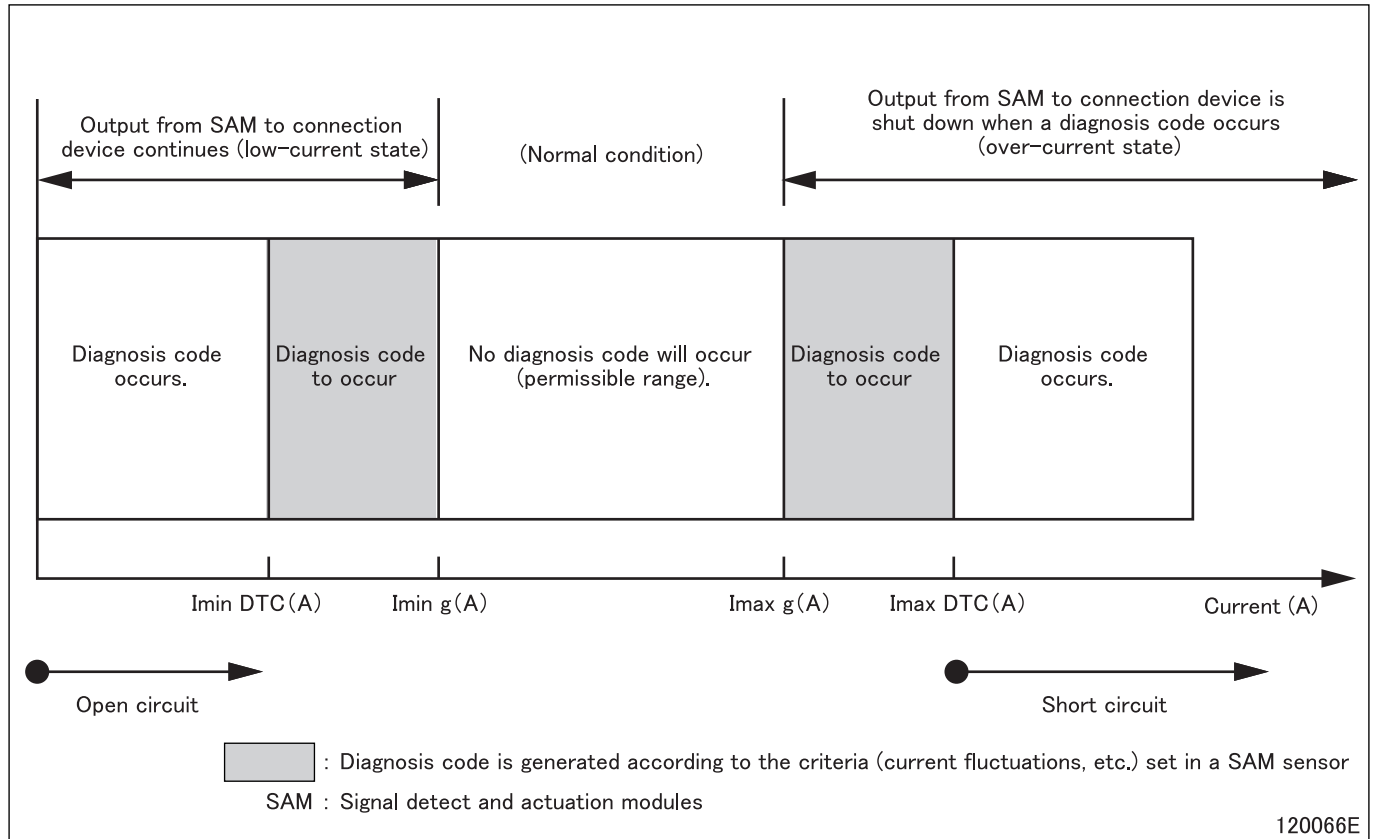 Output from SAM to connection
device continues (low-current state)
(Normal condition)
Output from SAM to connection device is
shut down when a diagnosis code occurs
(over-current state)
Diagnosis code
occurs.
Diagnosis code
to occur
No diagnosis code will occur
(permissible range).
Diagnosis code
to occur
Diagnosis code
occurs.
Imin DTC(A)
Imin g(A)
Imax g(A)
Imax DTC(A)
Current (A)
Open circuit
Short circuit
: Diagnosis code is generated according to the criteria (current fluctuations, etc.) set in a SAM sensor
SAM : Signal detect and actuation modules
120066E